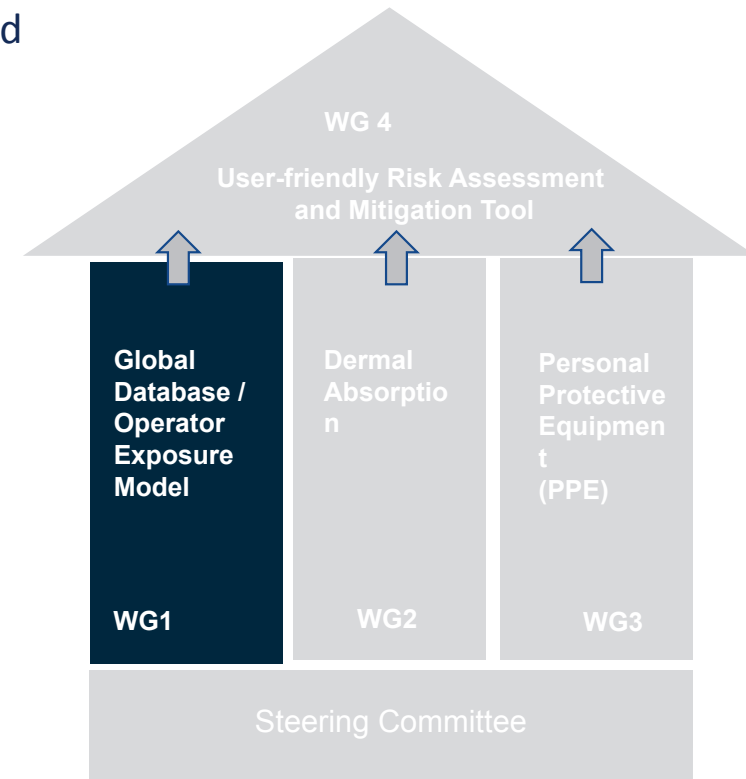 d
WG 4
User-friendly Risk Assessment
and Mitigation Tool
Global
Database /
Operator
Exposure
Model
WG1
Dermal
Absorptio
n
WG2
Personal
Protective
Equipmen
t
(PPE)
WG3
Steering Committee